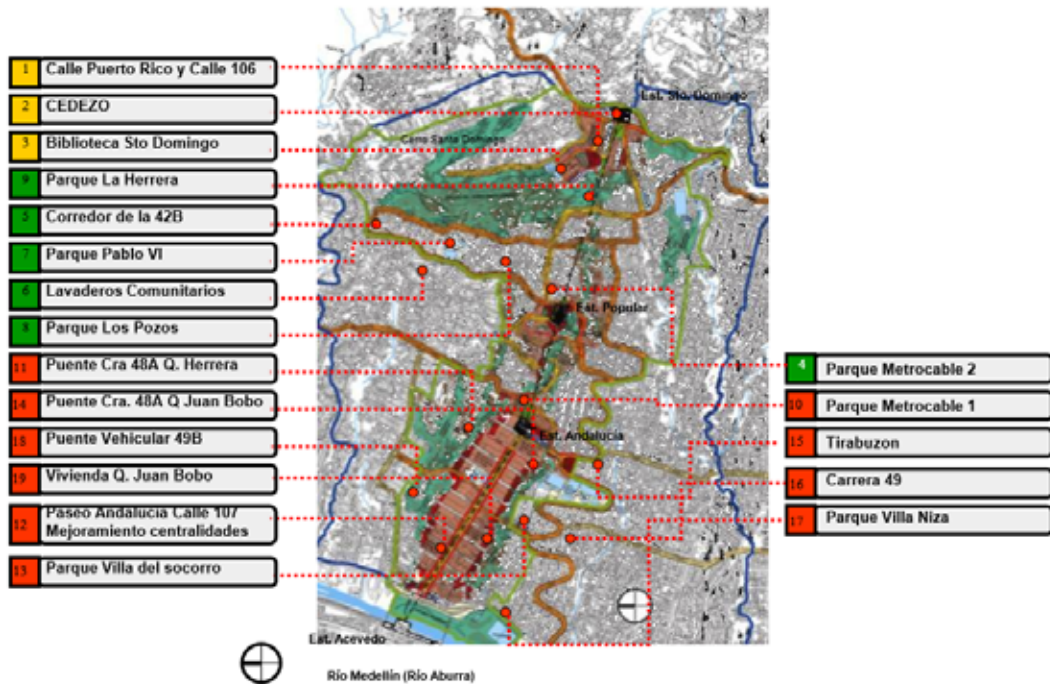 1 Calle Puerto Rico y Calle 106
2 CEDEZO
3 Biblioteca Sto Domingo
9 Parque La Herrera
5 Corredor de la 42B
7 Parque Pablo VI
6 Lavaderos Comunitarios
8 Parque Los Pozos
11 Puente Cra 48A Q. Herrera
14 Puente Cra. 48A Q Juan Bobo
18 Puente Vehicular 49B
19 Vivienda Q. Juan Bobo
12 Paseo Andalucia Calle 107
Mejoramiento centralidades
13 Parque Villa del socorro
Est. Sto. Domingo
Cerro Santo Domingo
Est. Popular
Est. Andalucia
Est. Acevedo
Río Medellín (Río Aburra)
4 Parque Metrocable 2
10 Parque Metrocable 1
15 Tirabuzon
16 Carrera 49
17 Parque Villa Niza